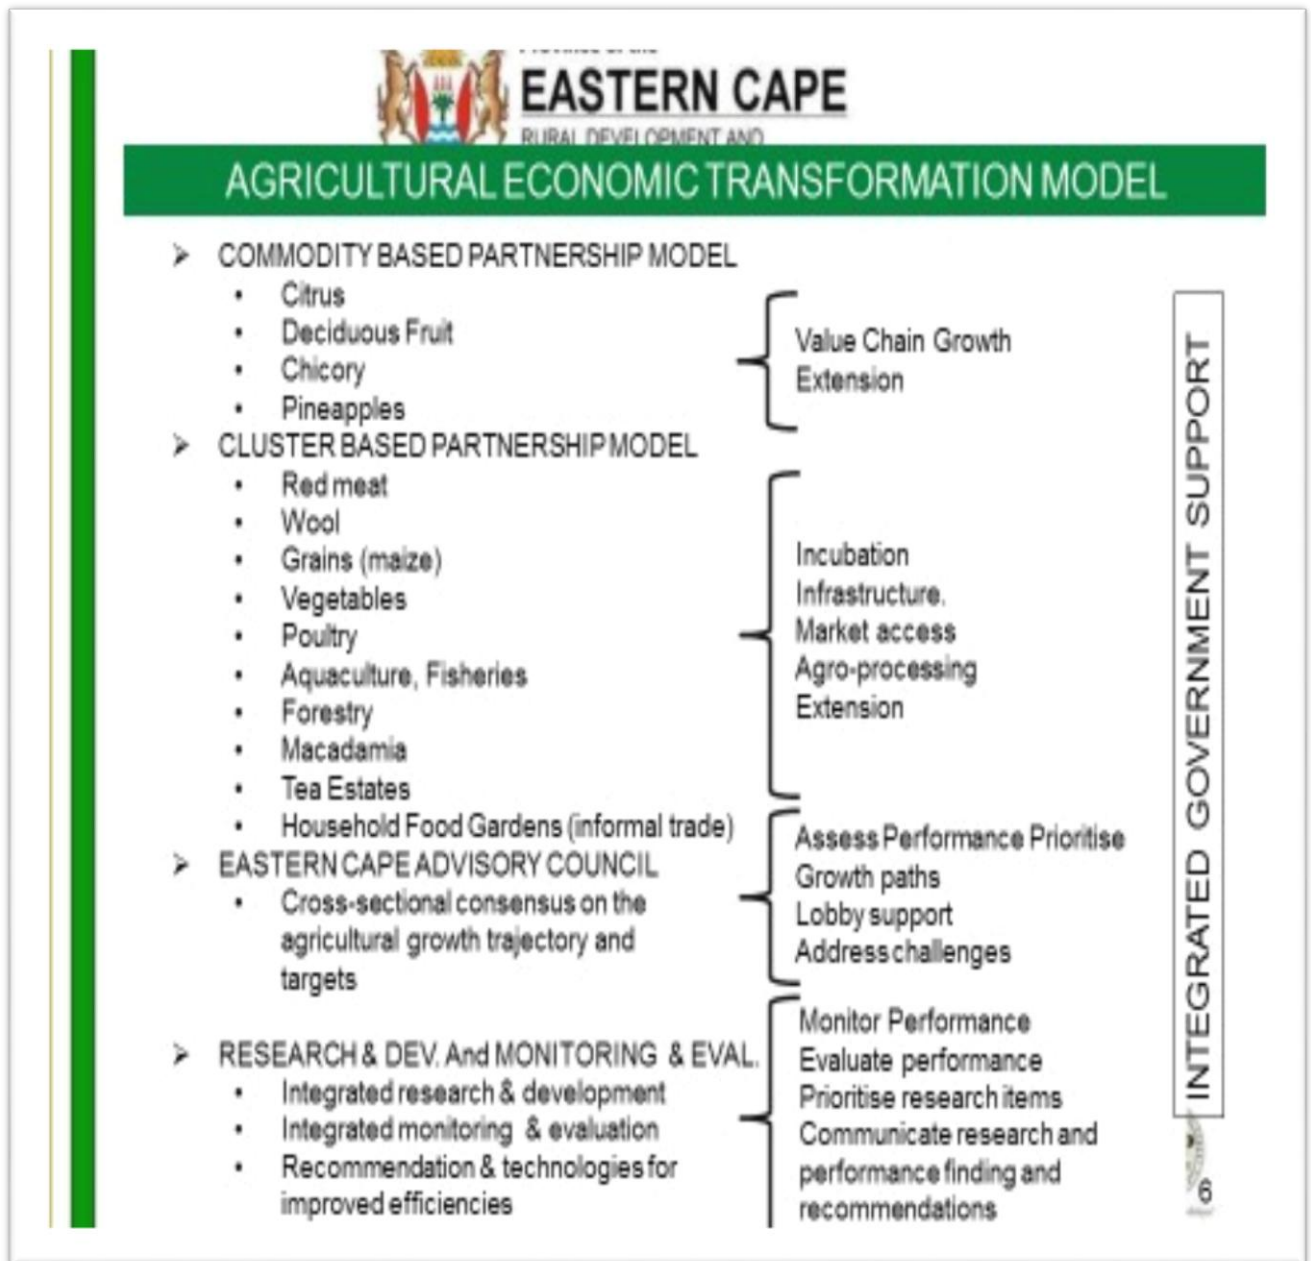 EASTERN CAPE
RURAL DEVELOPMENT AND
AGRICULTURAL ECONOMIC TRANSFORMATION MODEL
➢ COMMODITY BASED PARTNERSHIP MODEL
• Citrus
• Deciduous Fruit
• Chicory
• Pineapples
Value Chain Growth
Extension
➢ CLUSTER BASED PARTNERSHIP MODEL
• Red meat
• Wool
• Grains (maize)
• Vegetables
• Poultry
• Aquaculture, Fisheries
• Forestry
• Macadamia
• Tea Estates
• Household Food Gardens (informal trade)
Incubation
Infrastructure.
Market access
Agro-processing
Extension
➢ EASTERN CAPE ADVISORY COUNCIL
• Cross-sectional consensus on the
agricultural growth trajectory and
targets
Assess Performance Prioritise
Growth paths
Lobby support
Address challenges
➢ RESEARCH & DEV. And MONITORING & EVAL.
• Integrated research & development
• Integrated monitoring & evaluation
• Recommendation & technologies for
improved efficiencies
Monitor Performance
Evaluate performance
Prioritise research items
Communicate research and
performance finding and
recommendations
INTEGRATED GOVERNMENT SUPPORT
6